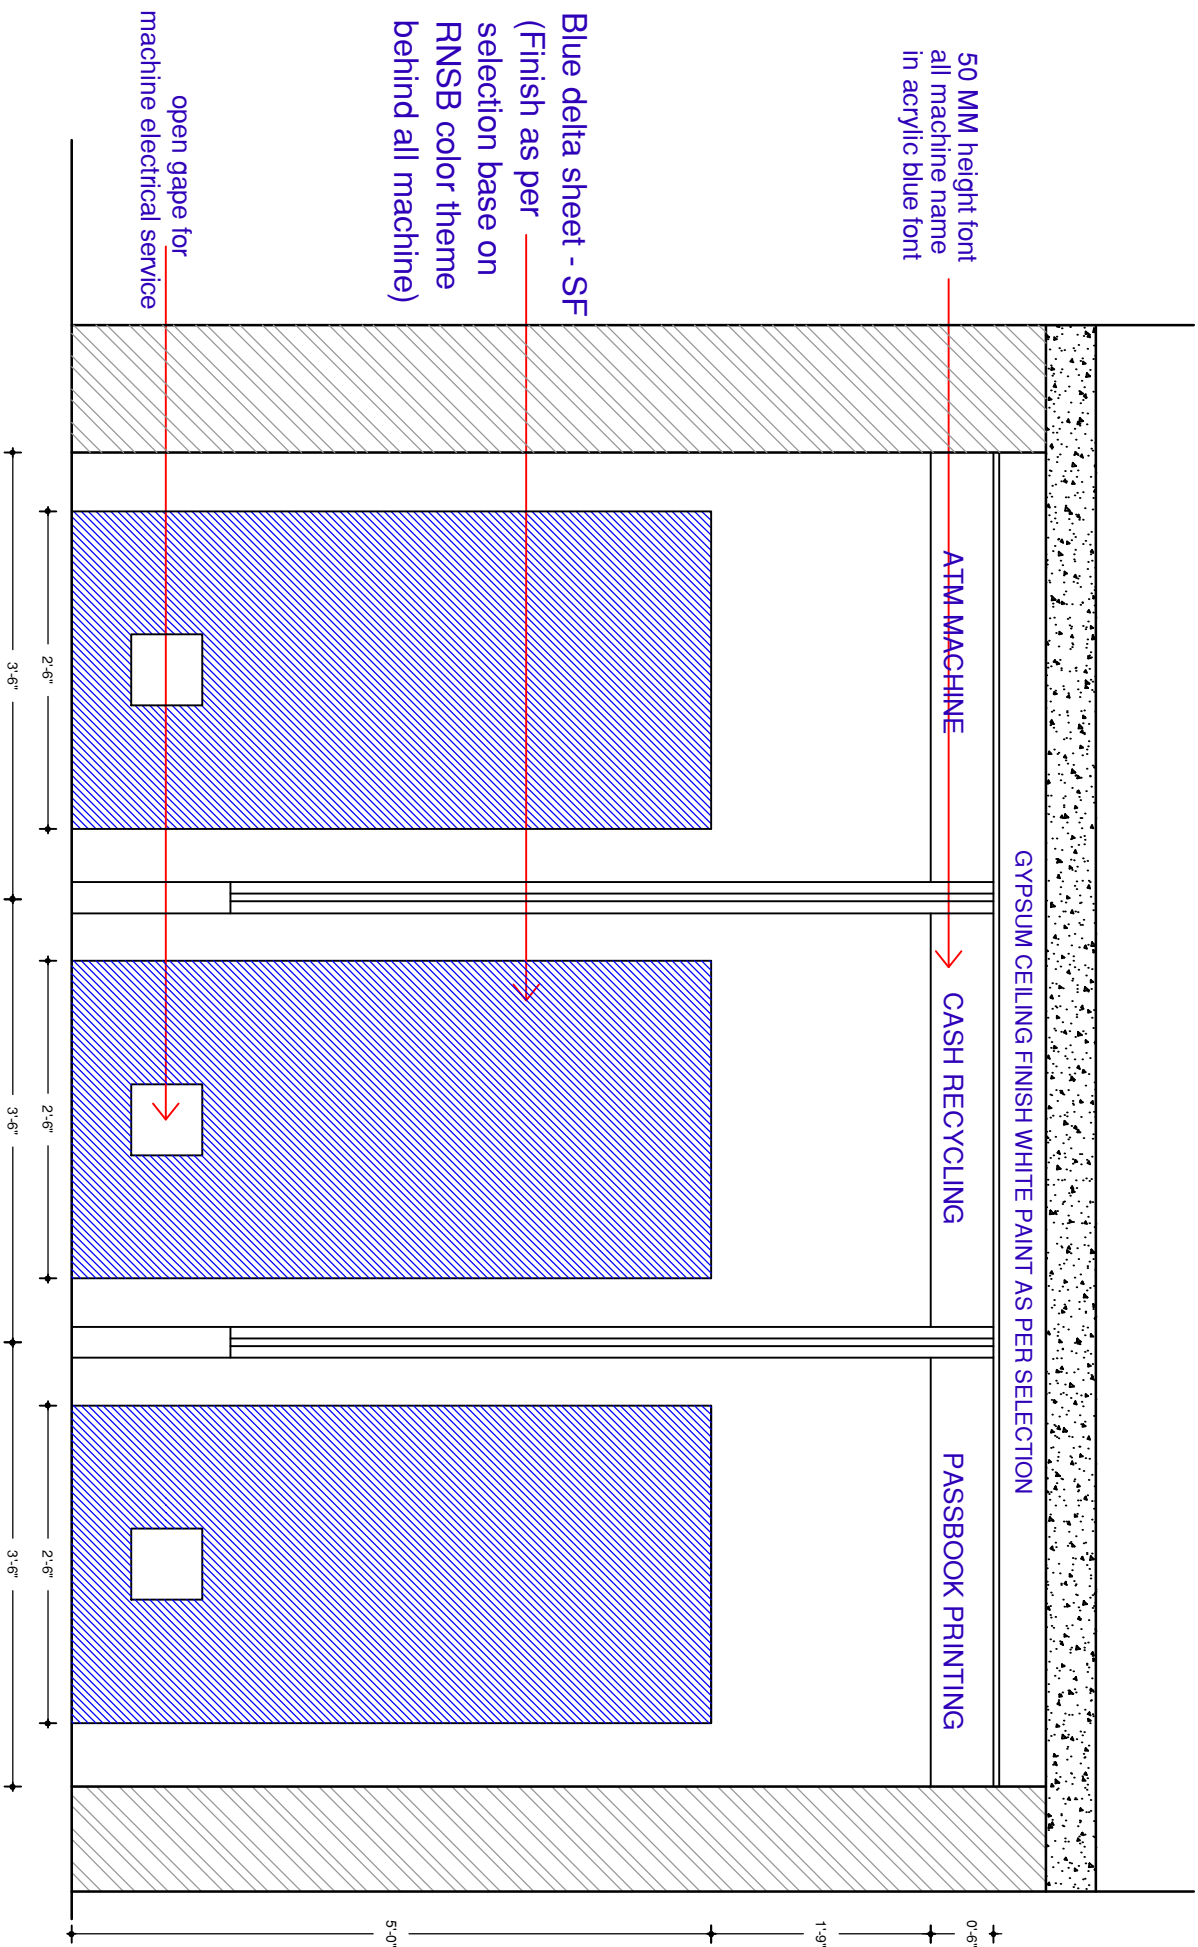 50 MM height font
all machine name
in acrylic blue font
Blue delta sheet - SF
(Finish as per
selection base on
RNSB color theme
behind all machine)
open gape for
machine electrical service
GYPSUM CEILING FINISH WHITE PAINT AS PER SELECTION
ATM MACHINE
CASH RECYCLING
PASSBOOK PRINTING
0'-6"
1'-9"
5'-0"
2'-6"
2'-6"
2'-6"
3'-6"
3'-6"
3'-6"